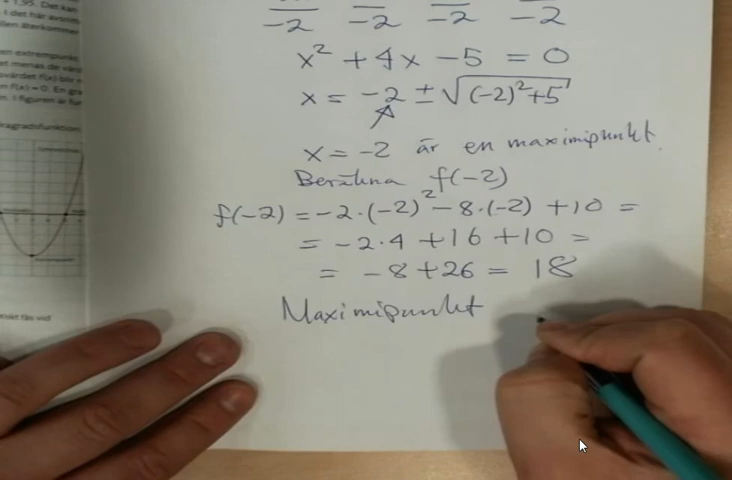 -2 -2 -2 -2
x² + 4x - 5 = 0
x = -2 ± √(-2)²+5
x = -2 är en maximipunkt.
Beräkna f(-2)
f(-2) = -2·(-2)² - 8·(-2) + 10 =
= -2·4 + 16 + 10 =
= -8 + 26 = 18
Maximipunkt